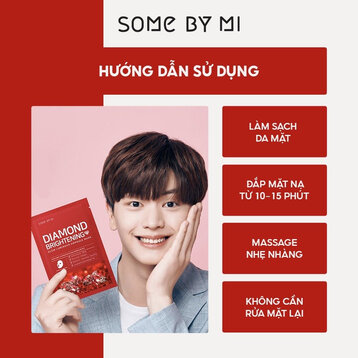 SOME BY MI
HƯỚNG DẪN SỬ DỤNG
LÀM SẠCH
DA MẶT
ĐẮP MẶT NẠ
TỪ 10~15 PHÚT
MASSAGE
NHẸ NHÀNG
KHÔNG CẦN
RỬA MẶT LẠI
SOME BY MI
DIAMOND
BRIGHTENING